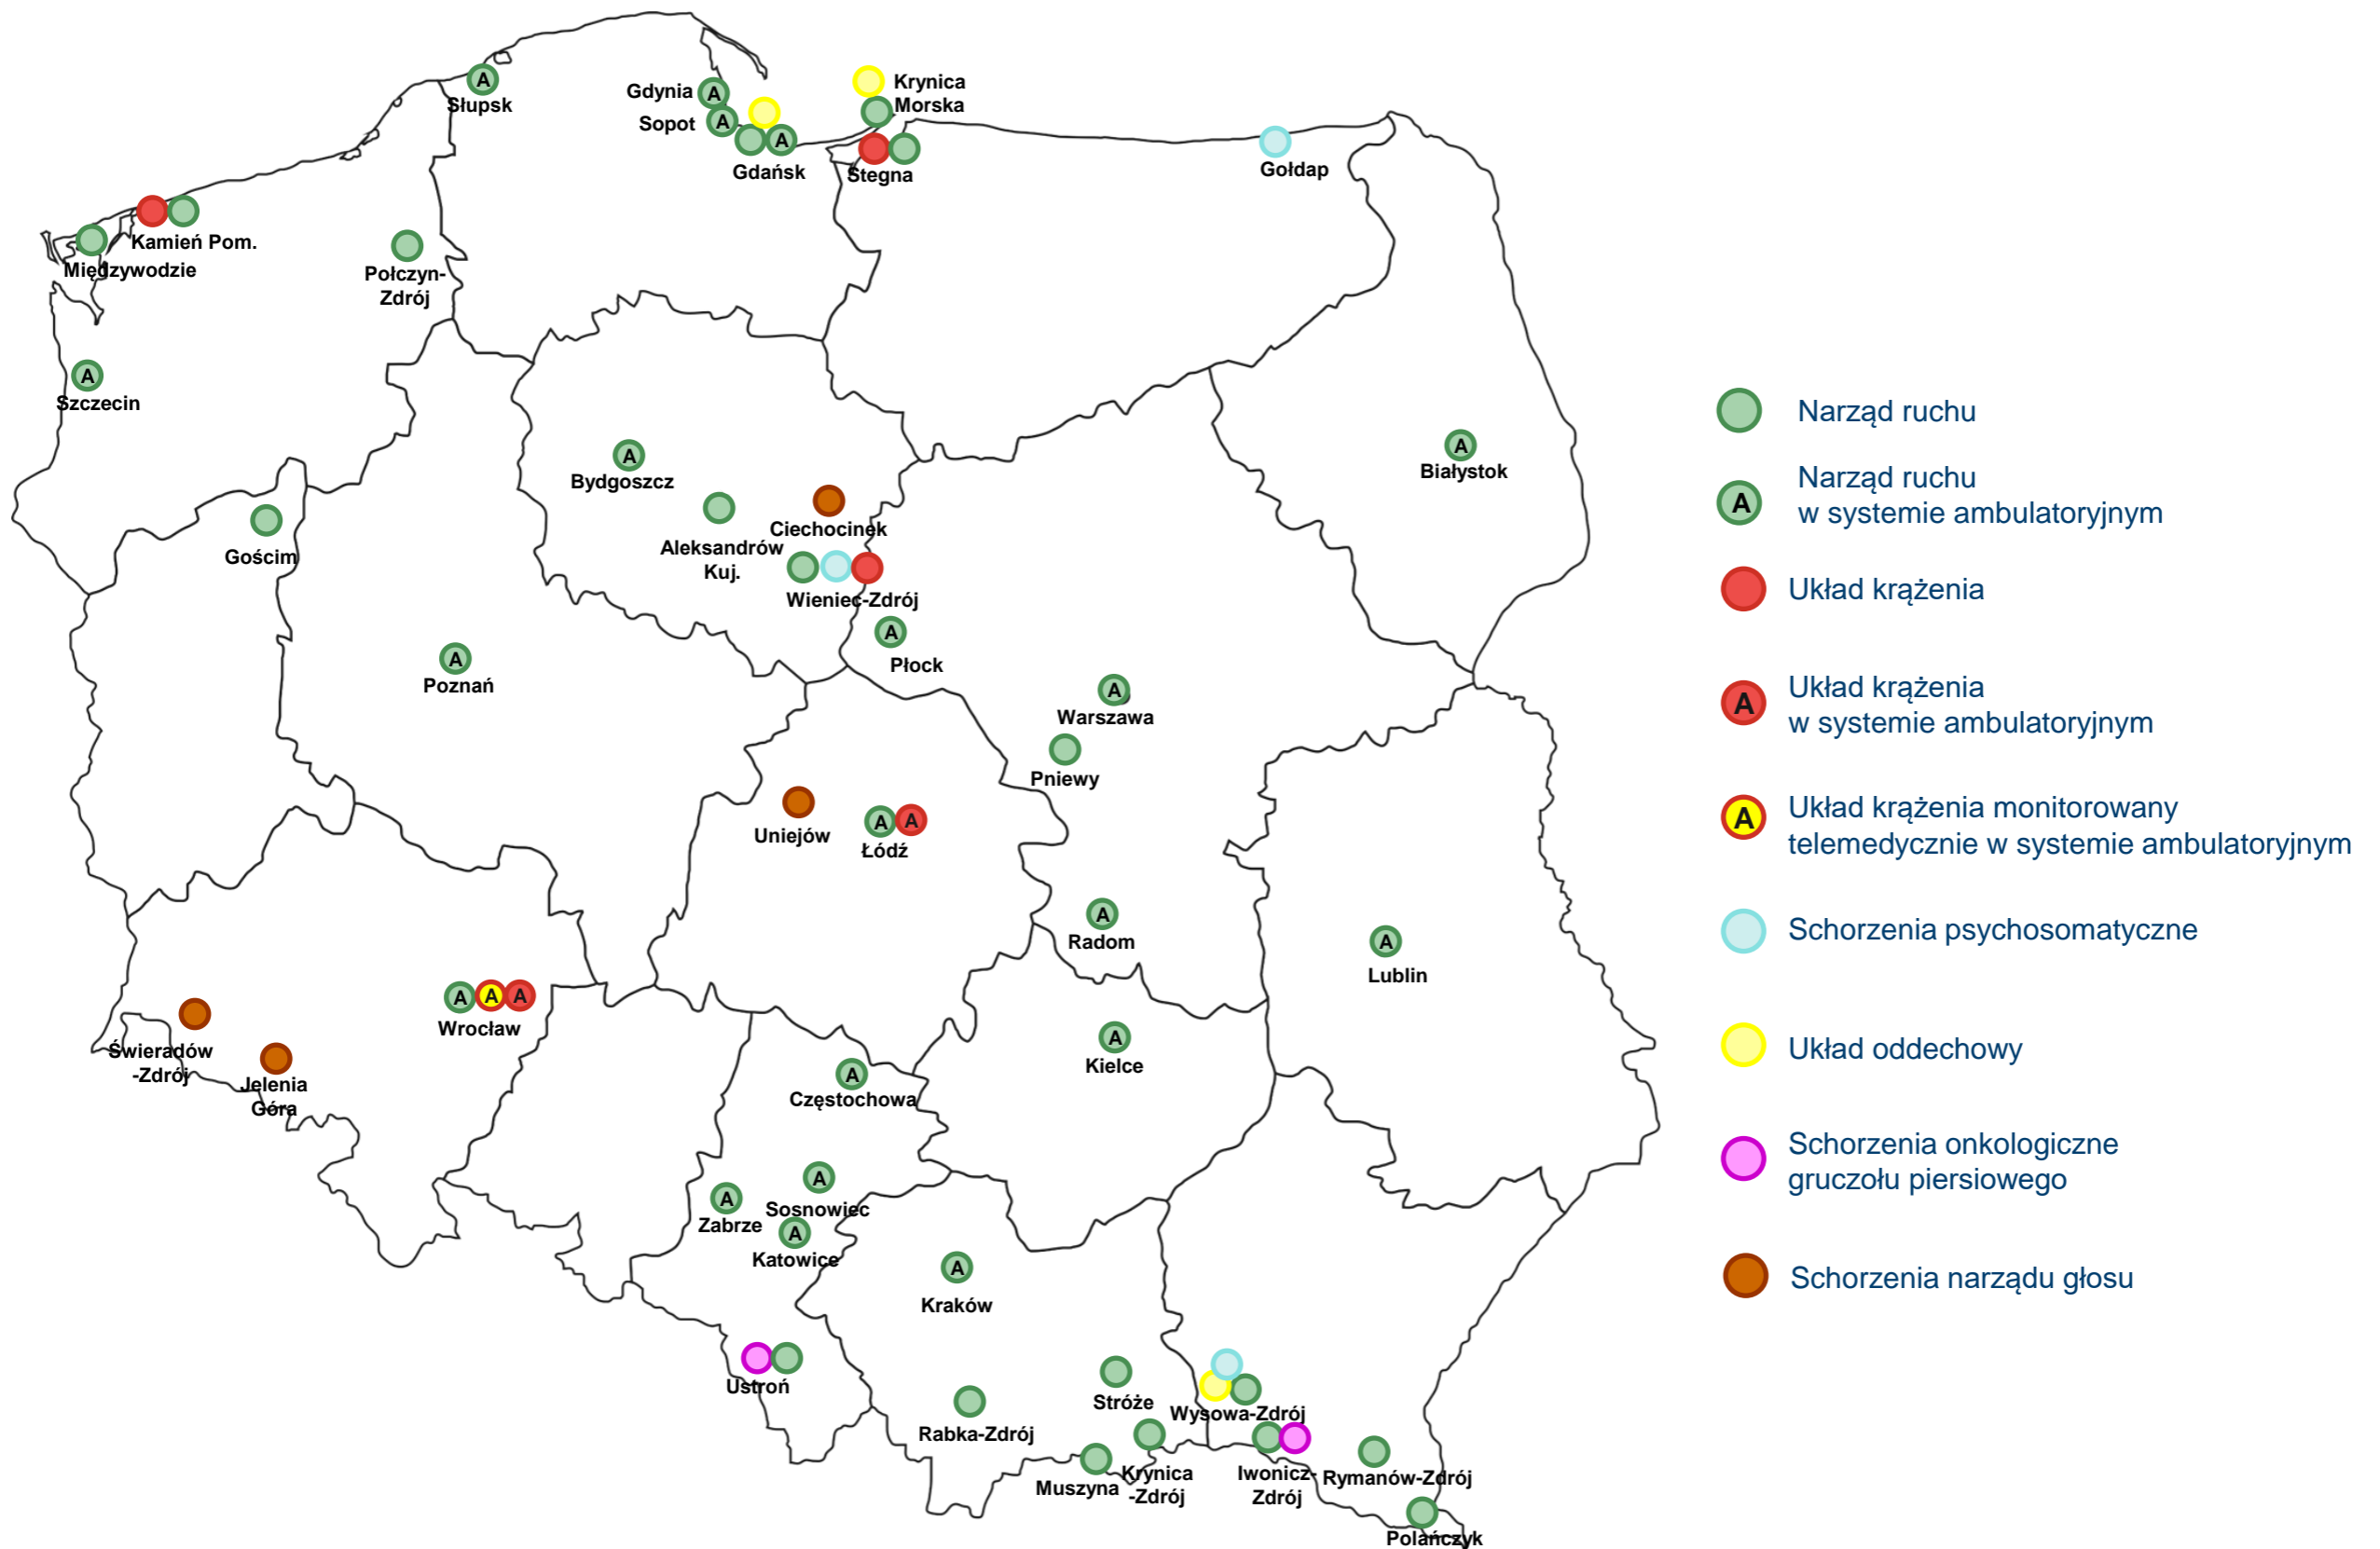 A
Słupsk
Gdynia
A
Sopot
A
A
Gdańsk
Krynica
Morska
Stegna
Gołdap
Kamień Pom.
Międzywodzie
Połczyn-
Zdrój
A
Szczecin
A
Bydgoszcz
A
Białystok
Gościm
Ciechocinek
Aleksandrów
Kuj.
Wieniec-Zdrój
A
Płock
A
Poznań
A
Warszawa
Pniewy
Uniejów
A A
Łódź
A
Radom
A
Lublin
A A A
Wrocław
Świeradów
-Zdrój
Jelenia
Góra
A
Kielce
A
Częstochowa
A
Sosnowiec
A
Zabrze
A
Katowice
A
Kraków
Ustroń
Stróże
Rabka-Zdrój
Wysowa-Zdrój
Muszyna
Krynica
-Zdrój
Iwonicz-
Zdrój
Rymanów-Zdrój
Polańczyk
Narząd ruchu
A
Narząd ruchu
w systemie ambulatoryjnym
Układ krążenia
A
Układ krążenia
w systemie ambulatoryjnym
A
Układ krążenia monitorowany
telemedycznie w systemie ambulatoryjnym
Schorzenia psychosomatyczne
Układ oddechowy
Schorzenia onkologiczne
gruczołu piersiowego
Schorzenia narządu głosu